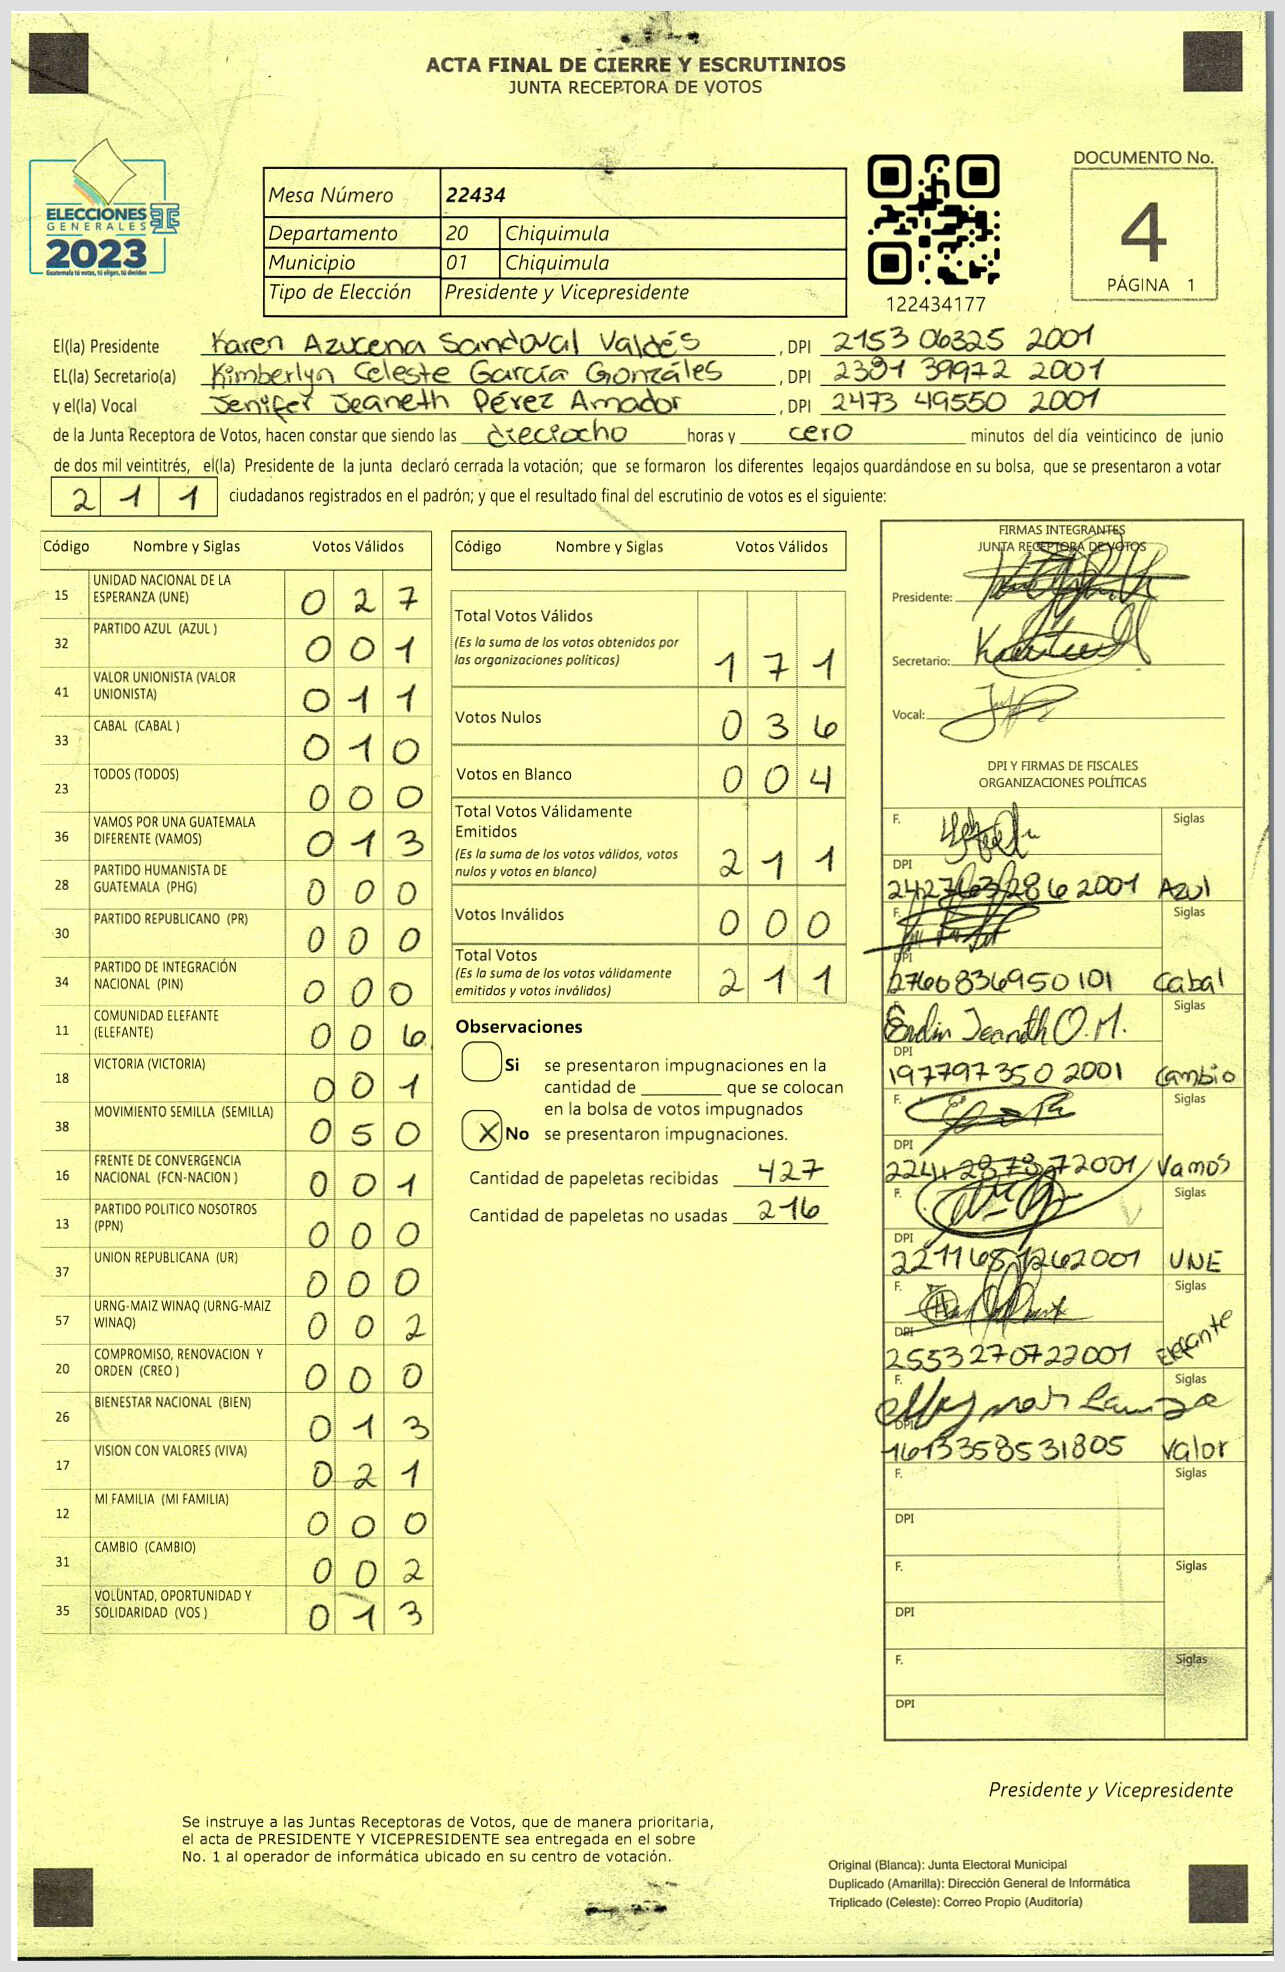 ACTA FINAL DE CIERRE Y ESCRUTINIOS
JUNTA RECEPTORA DE VOTOS
ELECCIONES
GENERALES
2023
Guatemala tú votas, tú eliges, tú decides
Mesa Número 22434
Departamento 20 Chiquimula
Municipio 01 Chiquimula
Tipo de Elección Presidente y Vicepresidente
122434177
DOCUMENTO No.
4
PÁGINA 1
El(la) Presidente Karen Azucena Sandoval Valdés , DPI 2153 06325 2001
EL(la) Secretario(a) Kimberlyn Celeste García Gonzáles , DPI 2381 39972 2001
y el(la) Vocal Jenifer Jeaneth Pérez Amador , DPI 2473 49550 2001
de la Junta Receptora de Votos, hacen constar que siendo las dieciocho horas y cero minutos del día veinticinco de junio
de dos mil veintitrés, el(la) Presidente de la junta declaró cerrada la votación; que se formaron los diferentes legajos quardándose en su bolsa, que se presentaron a votar
2 1 1 ciudadanos registrados en el padrón; y que el resultado final del escrutinio de votos es el siguiente:
Código Nombre y Siglas Votos Válidos
15 UNIDAD NACIONAL DE LA ESPERANZA (UNE) 0 2 7
32 PARTIDO AZUL (AZUL ) 0 0 1
41 VALOR UNIONISTA (VALOR UNIONISTA) 0 1 1
33 CABAL (CABAL ) 0 1 0
23 TODOS (TODOS) 0 0 0
36 VAMOS POR UNA GUATEMALA DIFERENTE (VAMOS) 0 1 3
28 PARTIDO HUMANISTA DE GUATEMALA (PHG) 0 0 0
30 PARTIDO REPUBLICANO (PR) 0 0 0
34 PARTIDO DE INTEGRACIÓN NACIONAL (PIN) 0 0 0
11 COMUNIDAD ELEFANTE (ELEFANTE) 0 0 6
18 VICTORIA (VICTORIA) 0 0 1
38 MOVIMIENTO SEMILLA (SEMILLA) 0 5 0
16 FRENTE DE CONVERGENCIA NACIONAL (FCN-NACION ) 0 0 1
13 PARTIDO POLITICO NOSOTROS (PPN) 0 0 0
37 UNION REPUBLICANA (UR) 0 0 0
57 URNG-MAIZ WINAQ (URNG-MAIZ WINAQ) 0 0 2
20 COMPROMISO, RENOVACION Y ORDEN (CREO ) 0 0 0
26 BIENESTAR NACIONAL (BIEN) 0 1 3
17 VISION CON VALORES (VIVA) 0 2 1
12 MI FAMILIA (MI FAMILIA) 0 0 0
31 CAMBIO (CAMBIO) 0 0 2
35 VOLUNTAD, OPORTUNIDAD Y SOLIDARIDAD (VOS ) 0 1 3
Código Nombre y Siglas Votos Válidos
Total Votos Válidos
(Es la suma de los votos obtenidos por
las organizaciones políticas) 1 7 1
Votos Nulos 0 3 6
Votos en Blanco 0 0 4
Total Votos Válidamente
Emitidos
(Es la suma de los votos válidos, votos
nulos y votos en blanco) 2 1 1
Votos Inválidos 0 0 0
Total Votos
(Es la suma de los votos válidamente
emitidos y votos inválidos) 2 1 1
Observaciones
Si se presentaron impugnaciones en la
cantidad de ________ que se colocan
en la bolsa de votos impugnados
X No se presentaron impugnaciones.
Cantidad de papeletas recibidas 427
Cantidad de papeletas no usadas 216
FIRMAS INTEGRANTES
JUNTA RECEPTORA DE VOTOS
Presidente:
Secretario:
Vocal:
DPI Y FIRMAS DE FISCALES
ORGANIZACIONES POLÍTICAS
F. Siglas
DPI
2427632862001 Azul
F. Siglas
DPI
2760836950101 Cabal
F. Siglas
Jeaneth O. M.
DPI
197797350 2001 Cambio
F. Siglas
DPI
2241287372001 Vamos
F. Siglas
DPI
2211681262001 UNE
F. Siglas
DPI
2553270722001 Elefante
F. Siglas
DPI
1613358531805 Valor
F. Siglas
DPI
F. Siglas
DPI
F. Siglas
DPI
Presidente y Vicepresidente
Se instruye a las Juntas Receptoras de Votos, que de manera prioritaria,
el acta de PRESIDENTE Y VICEPRESIDENTE sea entregada en el sobre
No. 1 al operador de informática ubicado en su centro de votación.
Original (Blanca): Junta Electoral Municipal
Duplicado (Amarilla): Dirección General de Informática
Triplicado (Celeste): Correo Propio (Auditoría)